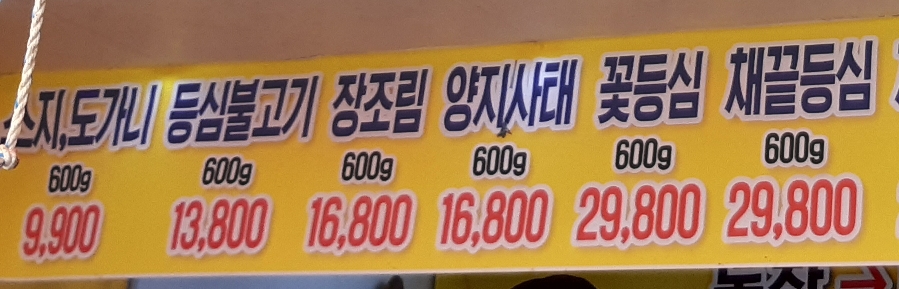 스지,도가니 등심불고기 장조림 양지사태 꽃등심 채끝등심
600g 600g 600g 600g 600g 600g
9,900 13,800 16,800 16,800 29,800 29,800